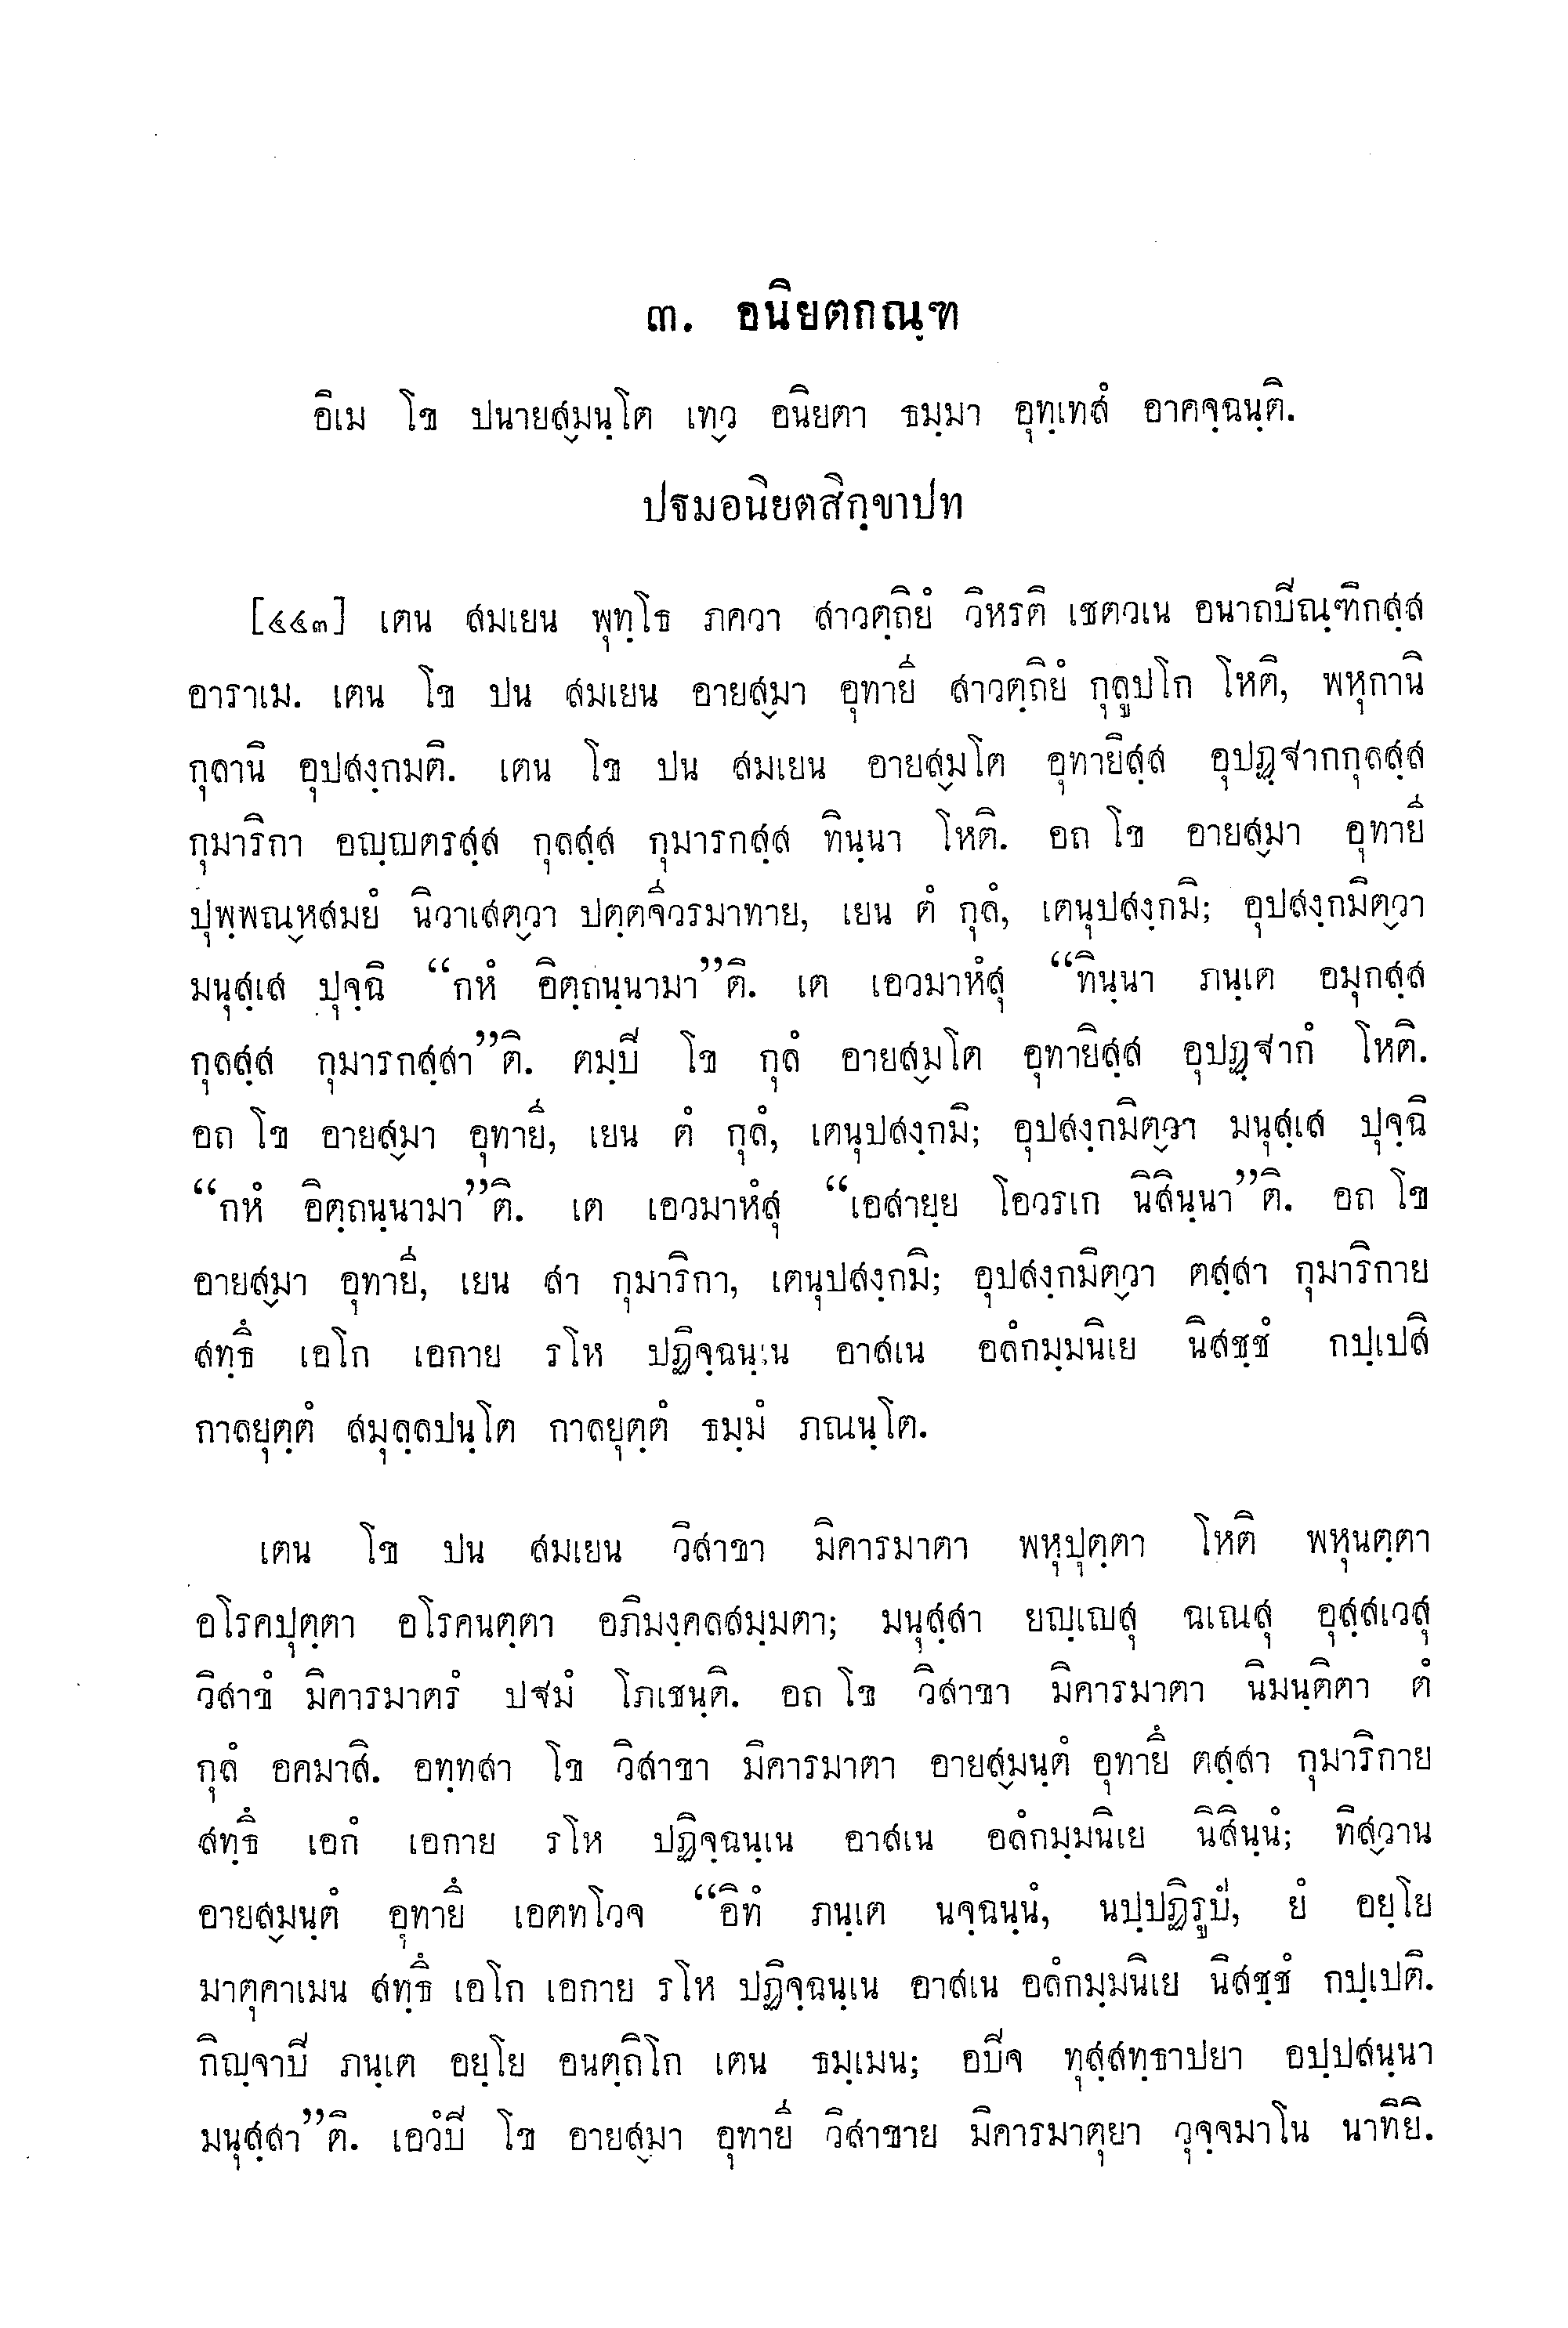 ๓. อนิยตกณฺฑ
อิเม โข ปนายสฺมนฺโต เทฺว อนิยตา ธมฺมา อุทฺเทสํ อาคจฺฉนฺติ.
ปฐมอนิยตสิกฺขาปท
[๔๔๓] เตน สมเยน พุทฺโธ ภควา สาวตฺถิยํ วิหรติ เชตวเน อนาถปิณฺฑิกสฺส
อาราเม. เตน โข ปน สมเยน อายสฺมา อุทายี สาวตฺถิยํ กุลูปโก โหติ, พหุกานิ
กุลานิ อุปสงฺกมติ. เตน โข ปน สมเยน อายสฺมโต อุทายิสฺส อุปฏฺฐากกุลสฺส
กุมาริกา อญฺญตรสฺส กุลสฺส กุมารกสฺส ทินฺนา โหติ. อถ โข อายสฺมา อุทายี
ปุพฺพณฺหสมยํ นิวาเสตฺวา ปตฺตจีวรมาทาย, เยน ตํ กุลํ, เตนุปสงฺกมิ; อุปสงฺกมิตฺวา
มนุสฺเส ปุจฺฉิ “กหํ อิตฺถนฺนามา”ติ. เต เอวมาหํสุ “ทินฺนา ภนฺเต อมุกสฺส
กุลสฺส กุมารกสฺสา”ติ. ตมฺปิ โข กุลํ อายสฺมโต อุทายิสฺส อุปฏฺฐากํ โหติ.
อถ โข อายสฺมา อุทายี, เยน ตํ กุลํ, เตนุปสงฺกมิ; อุปสงฺกมิตฺวา มนุสฺเส ปุจฺฉิ
“กหํ อิตฺถนฺนามา”ติ. เต เอวมาหํสุ “เอสายฺย โอวรเก นิสินฺนา”ติ. อถ โข
อายสฺมา อุทายี, เยน สา กุมาริกา, เตนุปสงฺกมิ; อุปสงฺกมิตฺวา ตสฺสา กุมาริกาย
สทฺธึ เอโก เอกาย รโห ปฏิจฺฉนฺเน อาสเน อลํกมฺมนิเย นิสชฺชํ กปฺเปสิ
กาลยุตฺตํ สมุลฺลปนฺโต กาลยุตฺตํ ธมฺมํ ภณนฺโต.
เตน โข ปน สมเยน วิสาขา มิคารมาตา พหุปุตฺตา โหติ พหุนตฺตา
อโรคปุตฺตา อโรคนตฺตา อภิมงฺคลสมฺมตา; มนุสฺสา ยญฺเญสุ ฉเณสุ อุสฺสเวสุ
วิสาขํ มิคารมาตรํ ปฐมํ โภเชนฺติ. อถ โข วิสาขา มิคารมาตา นิมนฺติตา ตํ
กุลํ อคมาสิ. อทฺทสา โข วิสาขา มิคารมาตา อายสฺมนฺตํ อุทายึ ตสฺสา กุมาริกาย
สทฺธึ เอกํ เอกาย รโห ปฏิจฺฉนฺเน อาสเน อลํกมฺมนิเย นิสินฺนํ; ทิสฺวาน
อายสฺมนฺตํ อุทายึ เอตทโวจ “อิทํ ภนฺเต นจฺฉนฺนํ, นปฺปฏิรูปํ, ยํ อยฺโย
มาตุคาเมน สทฺธึ เอโก เอกาย รโห ปฏิจฺฉนฺเน อาสเน อลํกมฺมนิเย นิสชฺชํ กปฺเปติ.
กิญฺจาปิ ภนฺเต อยฺโย อนตฺถิโก เตน ธมฺเมน; อปิจ ทุสฺสทฺธาปยา อปฺปสนฺนา
มนุสฺสา”ติ. เอวํปิ โข อายสฺมา อุทายี วิสาขาย มิคารมาตุยา วุจฺจมาโน นาทิยิ.